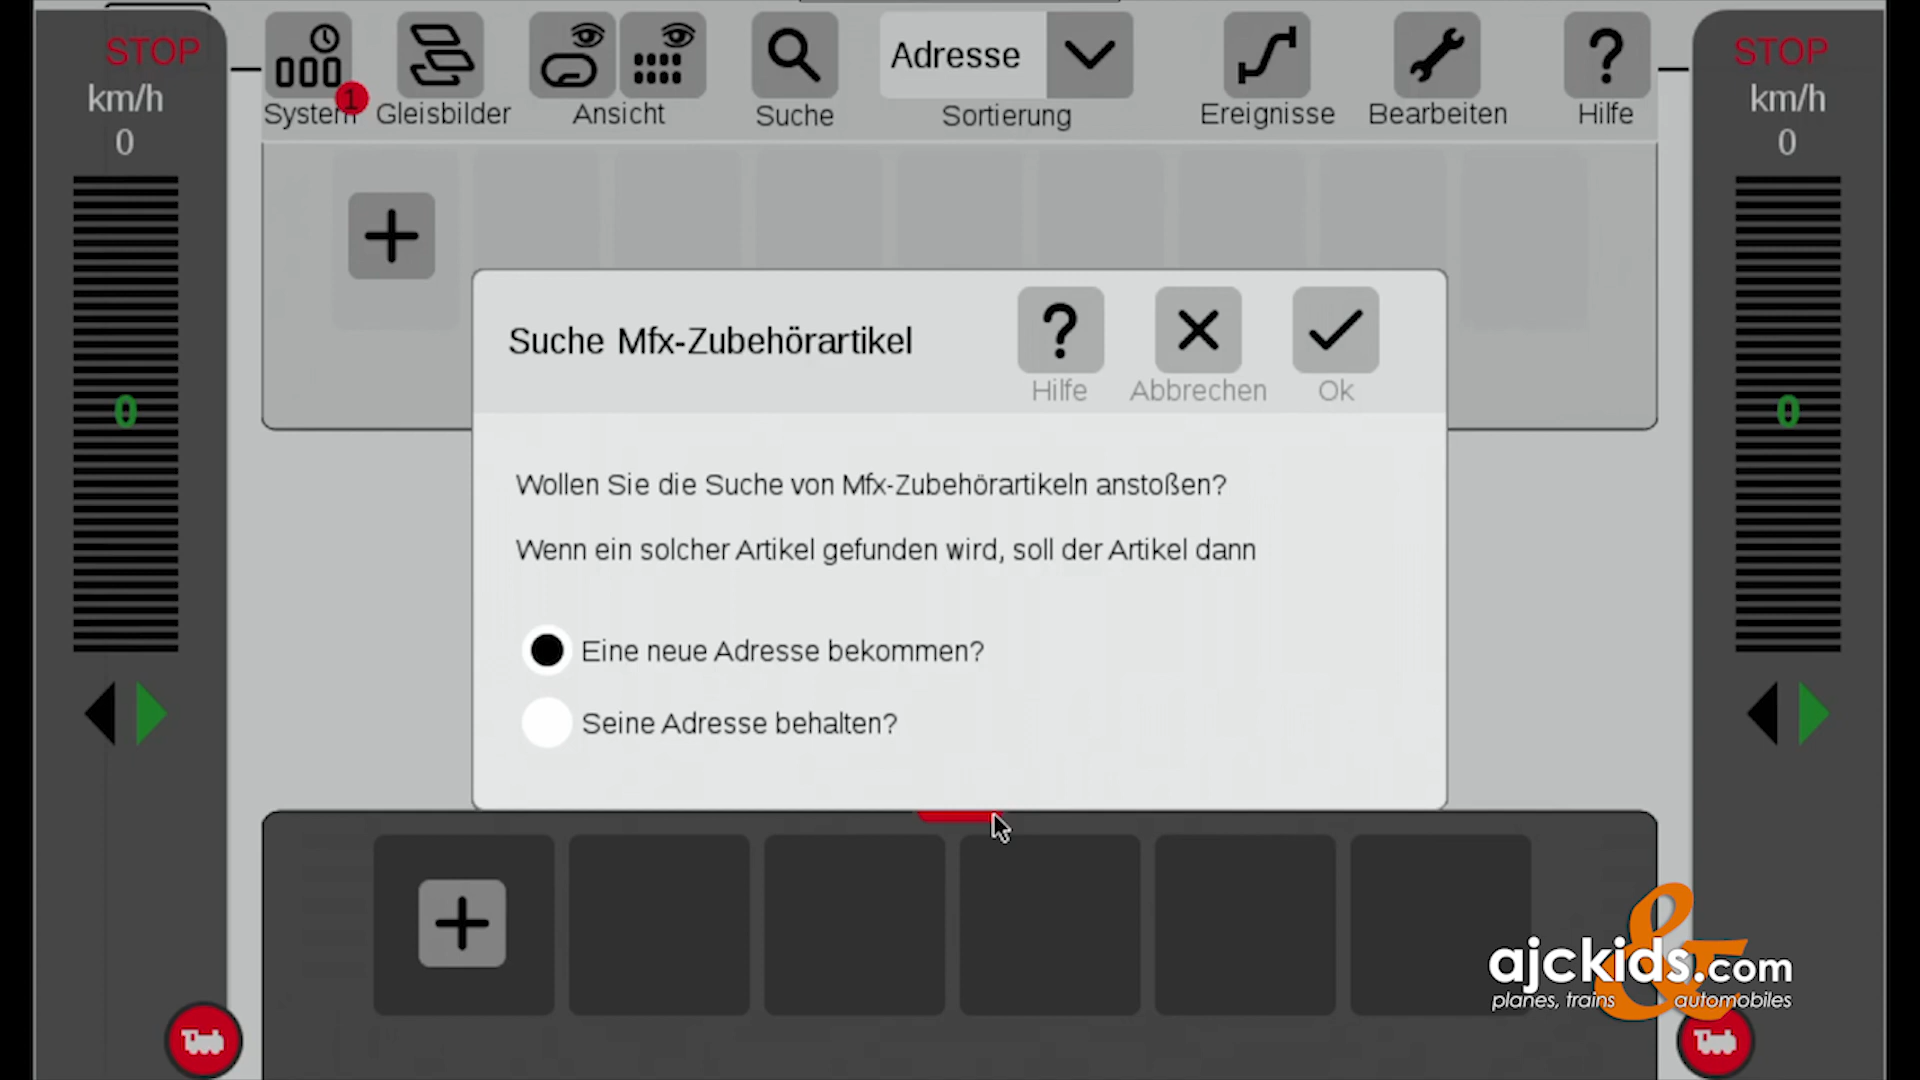 STOP
km/h
0
0
System
1
Gleisbilder
Ansicht
Suche
Adresse
Sortierung
Ereignisse
Bearbeiten
Hilfe
STOP
km/h
0
0
Suche Mfx-Zubehörartikel
Hilfe
Abbrechen
Ok
Wollen Sie die Suche von Mfx-Zubehörartikeln anstoßen?
Wenn ein solcher Artikel gefunden wird, soll der Artikel dann
Eine neue Adresse bekommen?
Seine Adresse behalten?
&
ajckids.com
planes, trains automobiles